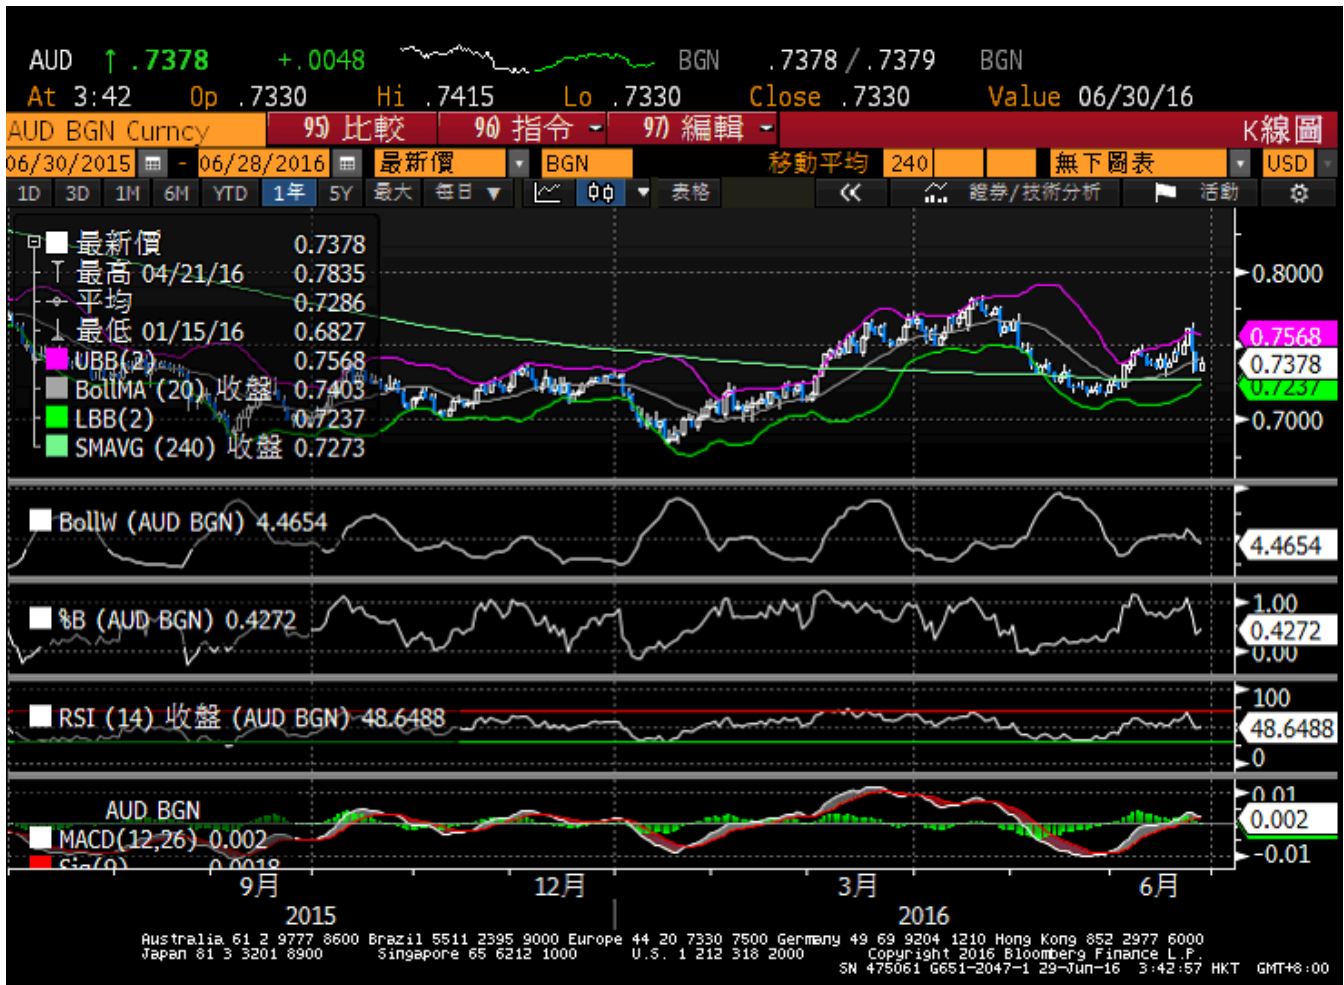 AUD ↑ .7378 +.0048 BGN .7378 / .7379 BGN
At 3:42 Op .7330 Hi .7415 Lo .7330 Close .7330 Value 06/30/16
AUD BGN Curncy 95) 比較 96) 指令 97) 編輯 K線圖
06/30/2015 - 06/28/2016 最新價 BGN 移動平均 240 無下圖表 USD
1D 3D 1M 6M YTD 1年 5Y 最大 每日 ▼ 表格 « 證券/技術分析 活動
最新價 0.7378
最高 04/21/16 0.7835
平均 0.7286
最低 01/15/16 0.6827
UBB(2) 0.7568
BollMA (20) 收盤 0.7403
LBB(2) 0.7237
SMAVG (240) 收盤 0.7273
0.8000
0.7568
0.7378
0.7237
0.7000
BollW (AUD BGN) 4.4654
4.4654
%B (AUD BGN) 0.4272
1.00
0.4272
0.00
RSI (14) 收盤 (AUD BGN) 48.6488
100
48.6488
0
AUD BGN
MACD(12,26) 0.002
Sig(9) 0.0018
0.01
0.002
-0.01
9月 12月 3月 6月
2015 2016
Australia 61 2 9777 8600 Brazil 5511 2395 9000 Europe 44 20 7330 7500 Germany 49 69 9204 1210 Hong Kong 852 2977 6000
Japan 81 3 3201 8900 Singapore 65 6212 1000 U.S. 1 212 318 2000 Copyright 2016 Bloomberg Finance L.P.
SN 475061 G651-2047-1 29-Jun-16 3:42:57 HKT GMT+8:00